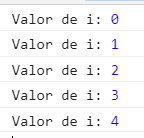 Valor de i: 0
Valor de i: 1
Valor de i: 2
Valor de i: 3
Valor de i: 4